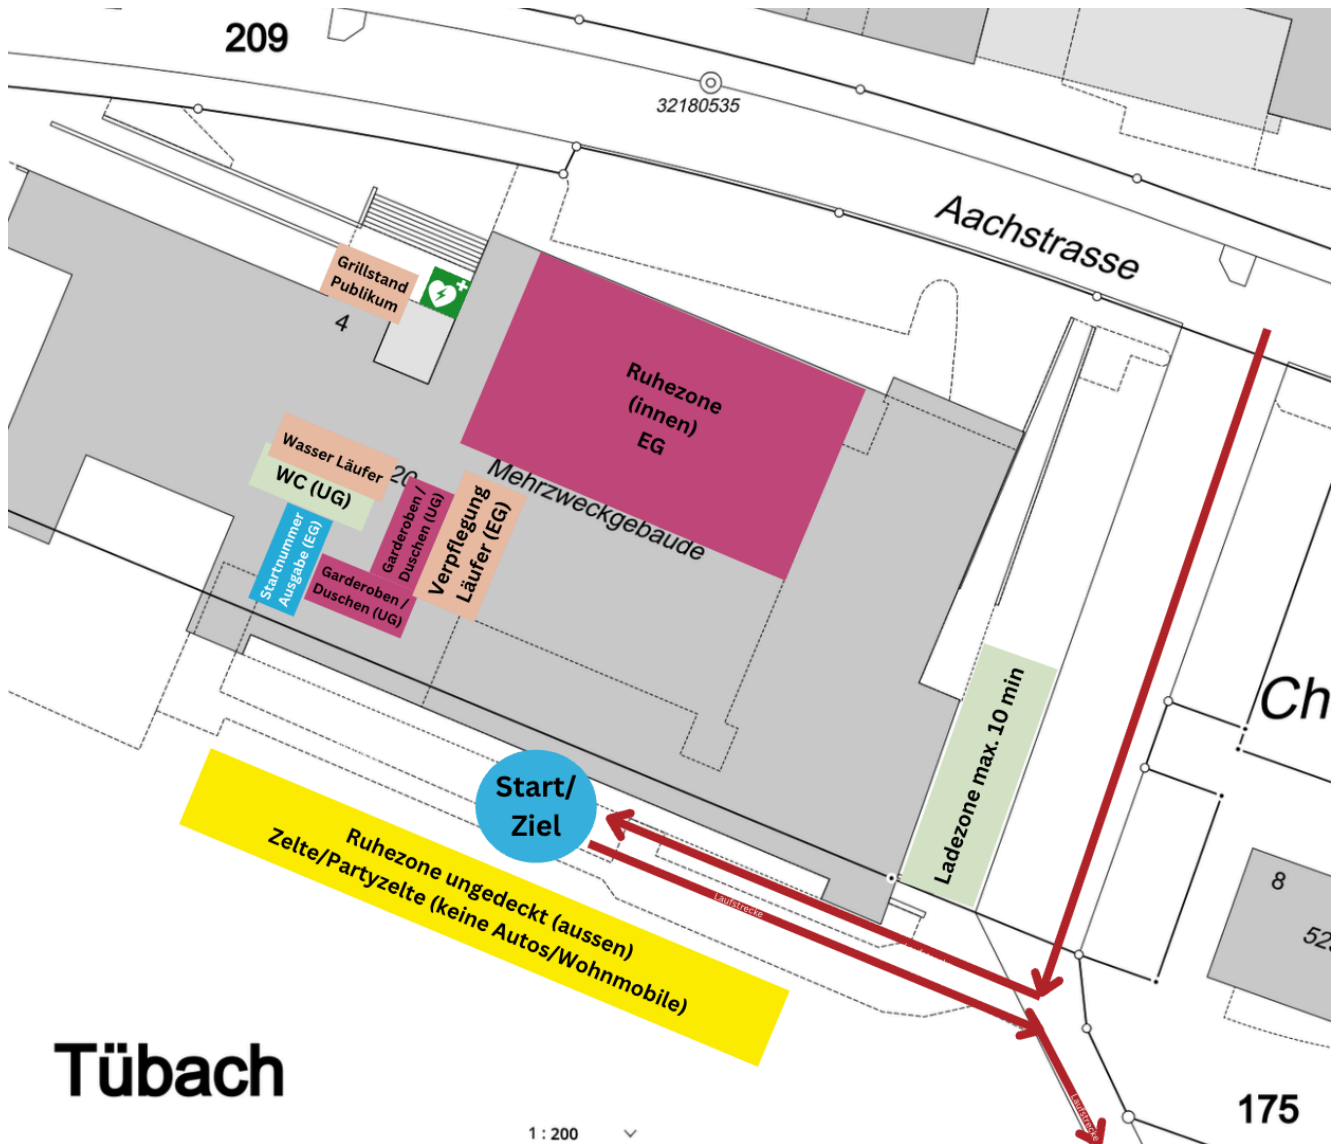 209
32180535
Aachstrasse
Grillstand
Publikum
4
Ruhezone
(innen)
EG
Wasser Läufer
WC (UG)
20
Mehrzweckgebäude
Garderoben /
Duschen (UG)
Verpflegung
Läufer (EG)
Startnummer
Ausgabe (EG)
Garderoben /
Duschen (UG)
Ladezone max. 10 min
Ch
Start/
Ziel
Ruhezone ungedeckt (aussen)
Zelte/Partyzelte (keine Autos/Wohnmobile)
Laufstrecke
8
Laufstrecke
Tübach
175
1 : 200